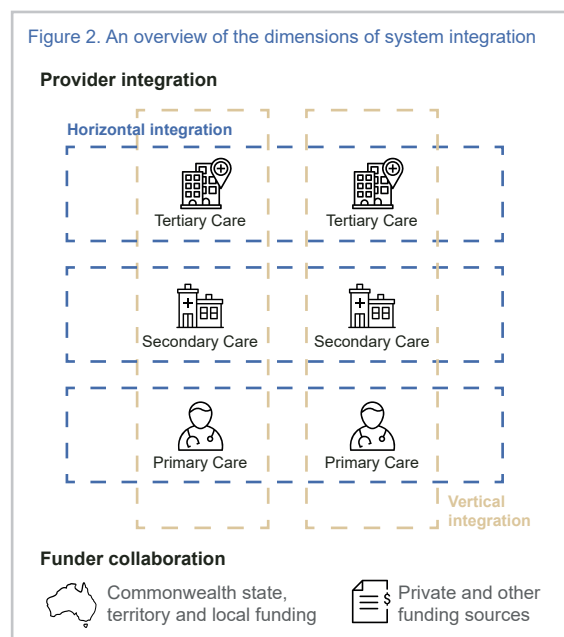 Figure 2. An overview of the dimensions of system integration
Provider integration
Horizontal integration
Tertiary Care
Tertiary Care
Secondary Care
Secondary Care
Primary Care
Primary Care
Vertical
integration
Funder collaboration
Commonwealth state,
territory and local funding
$
Private and other
funding sources